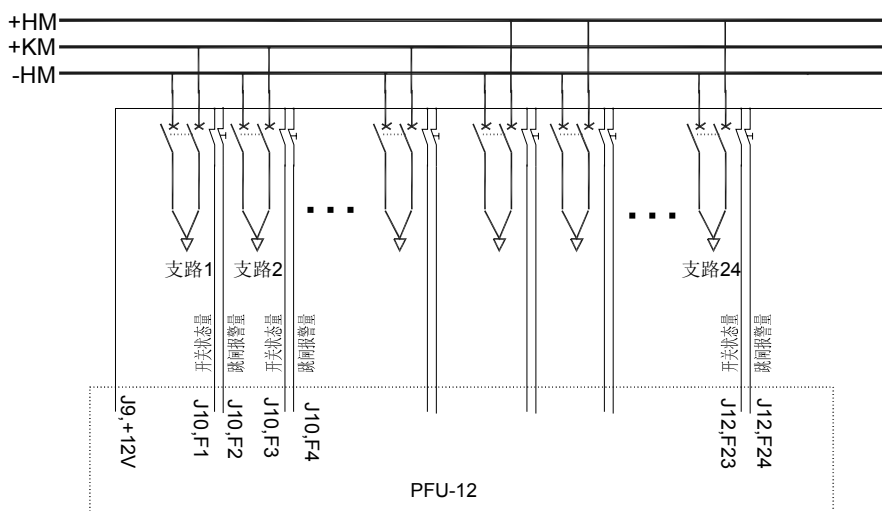 +HM
+KM
-HM
支路1
支路2
支路24
开关状态量
跳闸报警量
开关状态量
跳闸报警量
开关状态量
跳闸报警量
J9,+12V
J10,F1
J10,F2
J10,F3
J10,F4
J12,F23
J12,F24
PFU-12